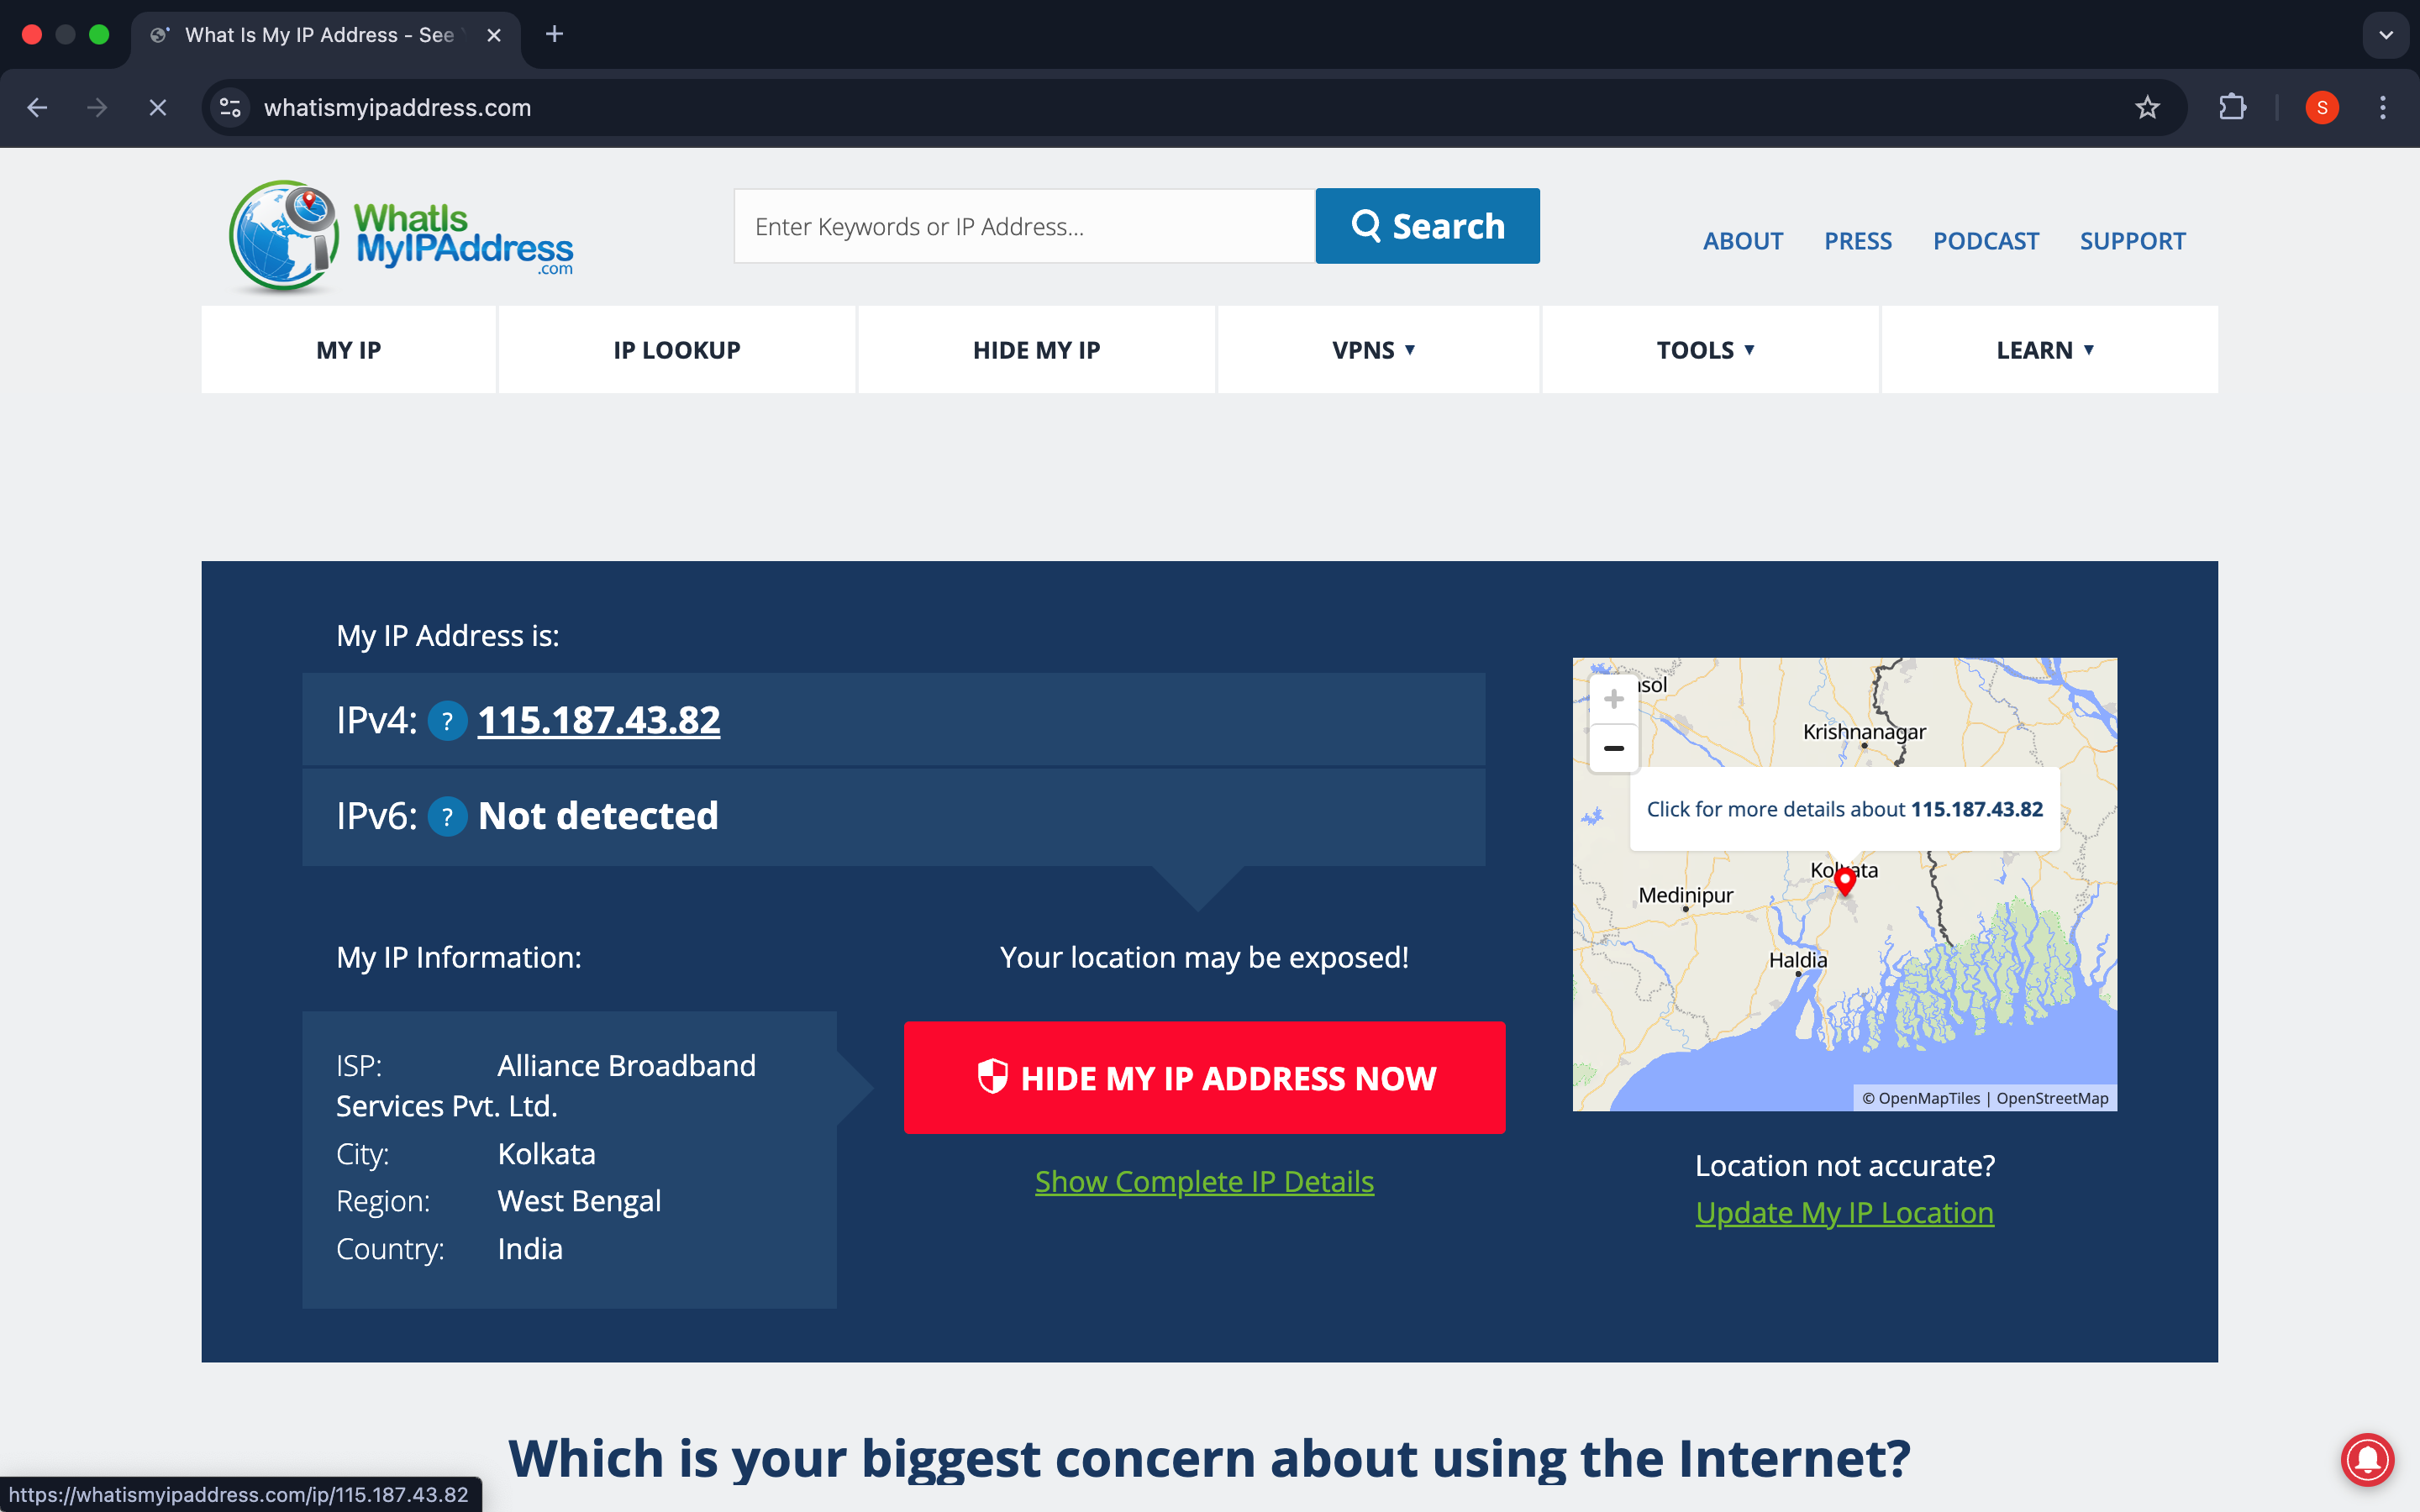 What Is My IP Address - See
whatismyipaddress.com
S
WhatIs
MyIPAddress
.com
Enter Keywords or IP Address...
Search
ABOUT
PRESS
PODCAST
SUPPORT
MY IP
IP LOOKUP
HIDE MY IP
VPNS ▼
TOOLS ▼
LEARN ▼
My IP Address is:
IPv4: ? 115.187.43.82
IPv6: ? Not detected
My IP Information:
ISP: Alliance Broadband
Services Pvt. Ltd.
City: Kolkata
Region: West Bengal
Country: India
Your location may be exposed!
HIDE MY IP ADDRESS NOW
Show Complete IP Details
+
−
Krishnanagar
Click for more details about 115.187.43.82
Medinipur
Haldia
© OpenMapTiles | OpenStreetMap
Location not accurate?
Update My IP Location
Which is your biggest concern about using the Internet?
https://whatismyipaddress.com/ip/115.187.43.82